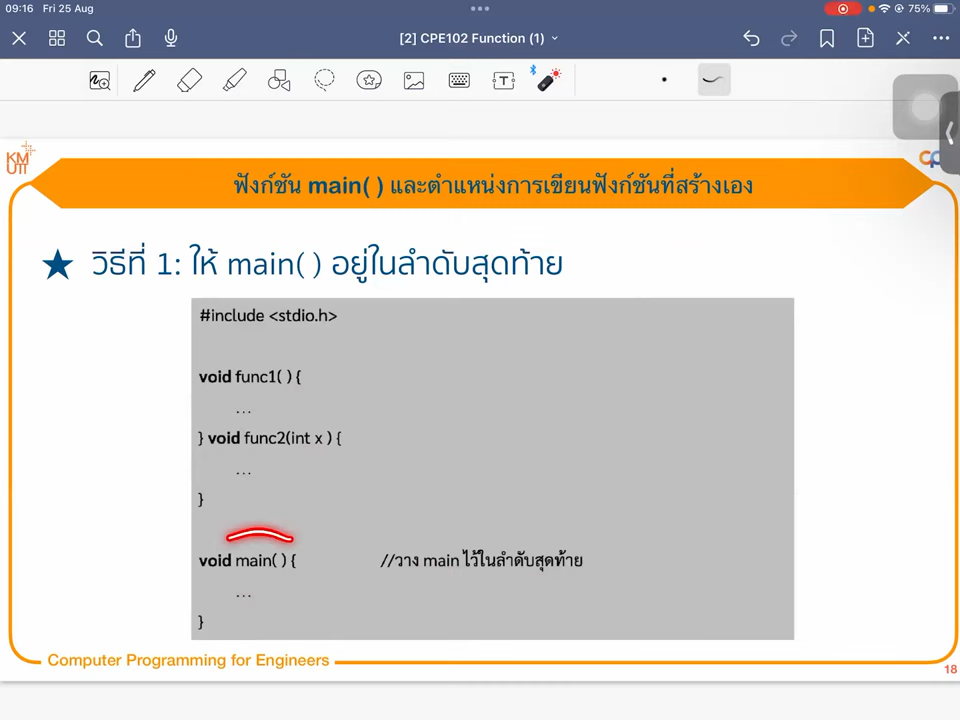 09:16 Fri 25 Aug
75%
[2] CPE102 Function (1)
KM
UTT
cp
ฟังก์ชัน main( ) และตำแหน่งการเขียนฟังก์ชันที่สร้างเอง
วิธีที่ 1: ให้ main( ) อยู่ในลำดับสุดท้าย
#include <stdio.h>
void func1( ) {
...
} void func2(int x ) {
...
}
void main( ) { //วาง main ไว้ในลำดับสุดท้าย
...
}
Computer Programming for Engineers
18